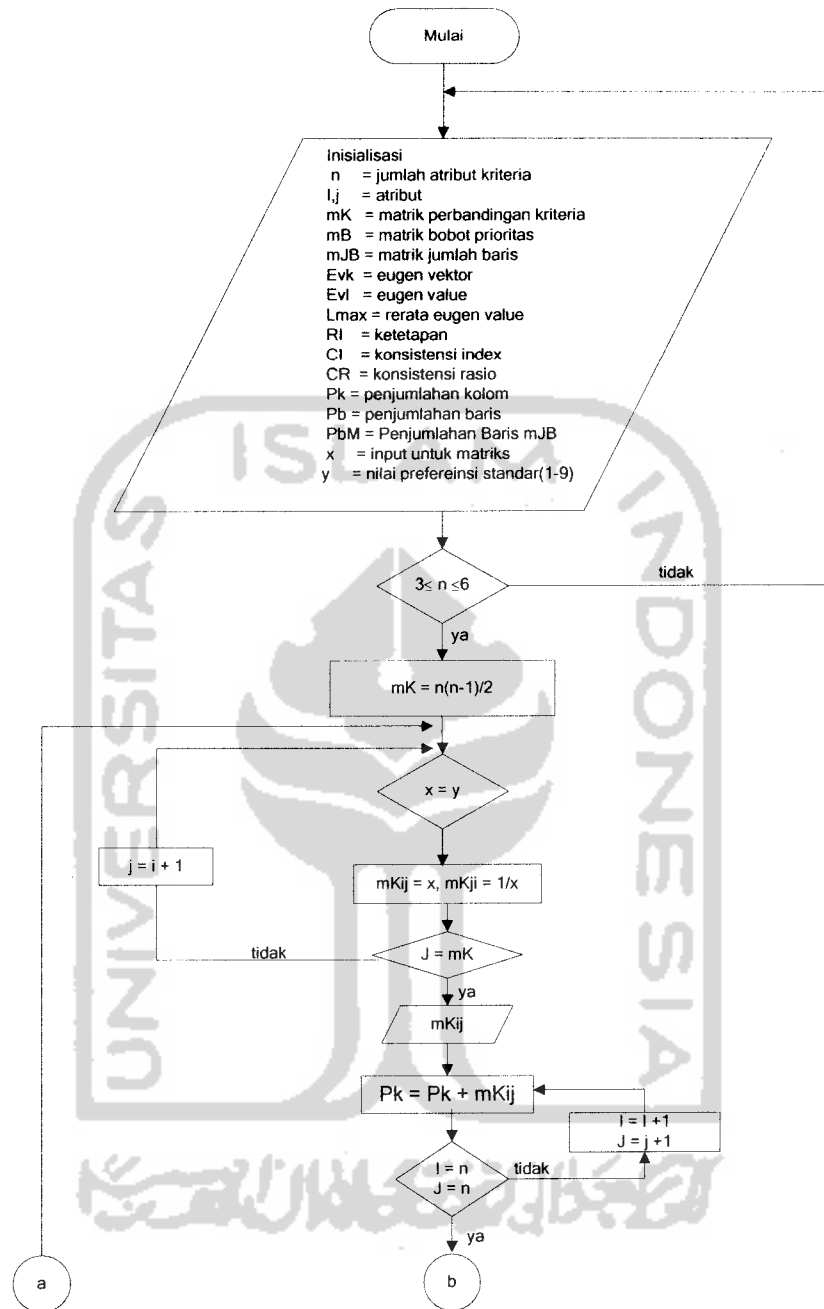 Mulai
Inisialisasi
n = jumlah atribut kriteria
I,j = atribut
mK = matrik perbandingan kriteria
mB = matrik bobot prioritas
mJB = matrik jumlah baris
Evk = eugen vektor
Evl = eugen value
Lmax = rerata eugen value
RI = ketetapan
CI = konsistensi index
CR = konsistensi rasio
Pk = penjumlahan kolom
Pb = penjumlahan baris
PbM = Penjumlahan Baris mJB
x = input untuk matriks
y = nilai prefereinsi standar(1-9)
3≤ n ≤6
tidak
ya
mK = n(n-1)/2
x = y
j = i + 1
mKij = x, mKji = 1/x
J = mK
tidak
ya
mKij
Pk = Pk + mKij
I = I +1
J = j +1
I = n
J = n
tidak
ya
a
b
UNIVERSITAS
ISLAM
INDONESIA